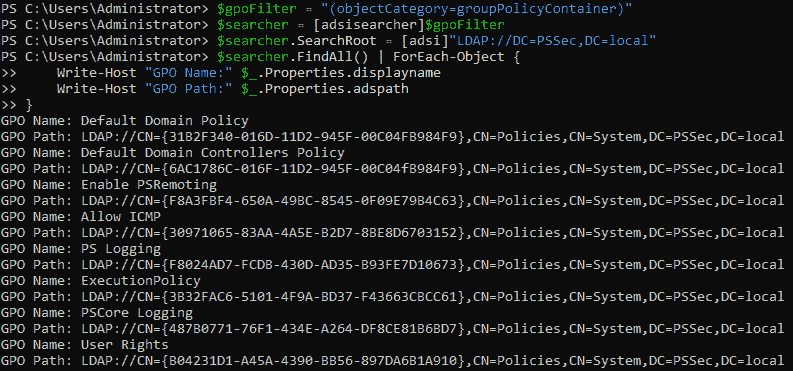 PS C:\Users\Administrator> $gpoFilter = "(objectCategory=groupPolicyContainer)"
PS C:\Users\Administrator> $searcher = [adsisearcher]$gpoFilter
PS C:\Users\Administrator> $searcher.SearchRoot = [adsi]"LDAP://DC=PSSec,DC=local"
PS C:\Users\Administrator> $searcher.FindAll() | ForEach-Object {
>>     Write-Host "GPO Name:" $_.Properties.displayname
>>     Write-Host "GPO Path:" $_.Properties.adspath
>> }
GPO Name: Default Domain Policy
GPO Path: LDAP://CN={31B2F340-016D-11D2-945F-00C04FB984F9},CN=Policies,CN=System,DC=PSSec,DC=local
GPO Name: Default Domain Controllers Policy
GPO Path: LDAP://CN={6AC1786C-016F-11D2-945F-00C04fB984F9},CN=Policies,CN=System,DC=PSSec,DC=local
GPO Name: Enable PSRemoting
GPO Path: LDAP://CN={F8A3FBF4-650A-49BC-8545-0F09E79B4C63},CN=Policies,CN=System,DC=PSSec,DC=local
GPO Name: Allow ICMP
GPO Path: LDAP://CN={30971065-83AA-4A5E-B2D7-8BE8D6703152},CN=Policies,CN=System,DC=PSSec,DC=local
GPO Name: PS Logging
GPO Path: LDAP://CN={F8024AD7-FCDB-430D-AD35-B93FE7D10673},CN=Policies,CN=System,DC=PSSec,DC=local
GPO Name: ExecutionPolicy
GPO Path: LDAP://CN={3B32FAC6-5101-4F9A-BD37-F43663CBCC61},CN=Policies,CN=System,DC=PSSec,DC=local
GPO Name: PSCore Logging
GPO Path: LDAP://CN={487B0771-76F1-434E-A264-DF8CE81B6BD7},CN=Policies,CN=System,DC=PSSec,DC=local
GPO Name: User Rights
GPO Path: LDAP://CN={B04231D1-A45A-4390-BB56-897DA6B1A910},CN=Policies,CN=System,DC=PSSec,DC=local